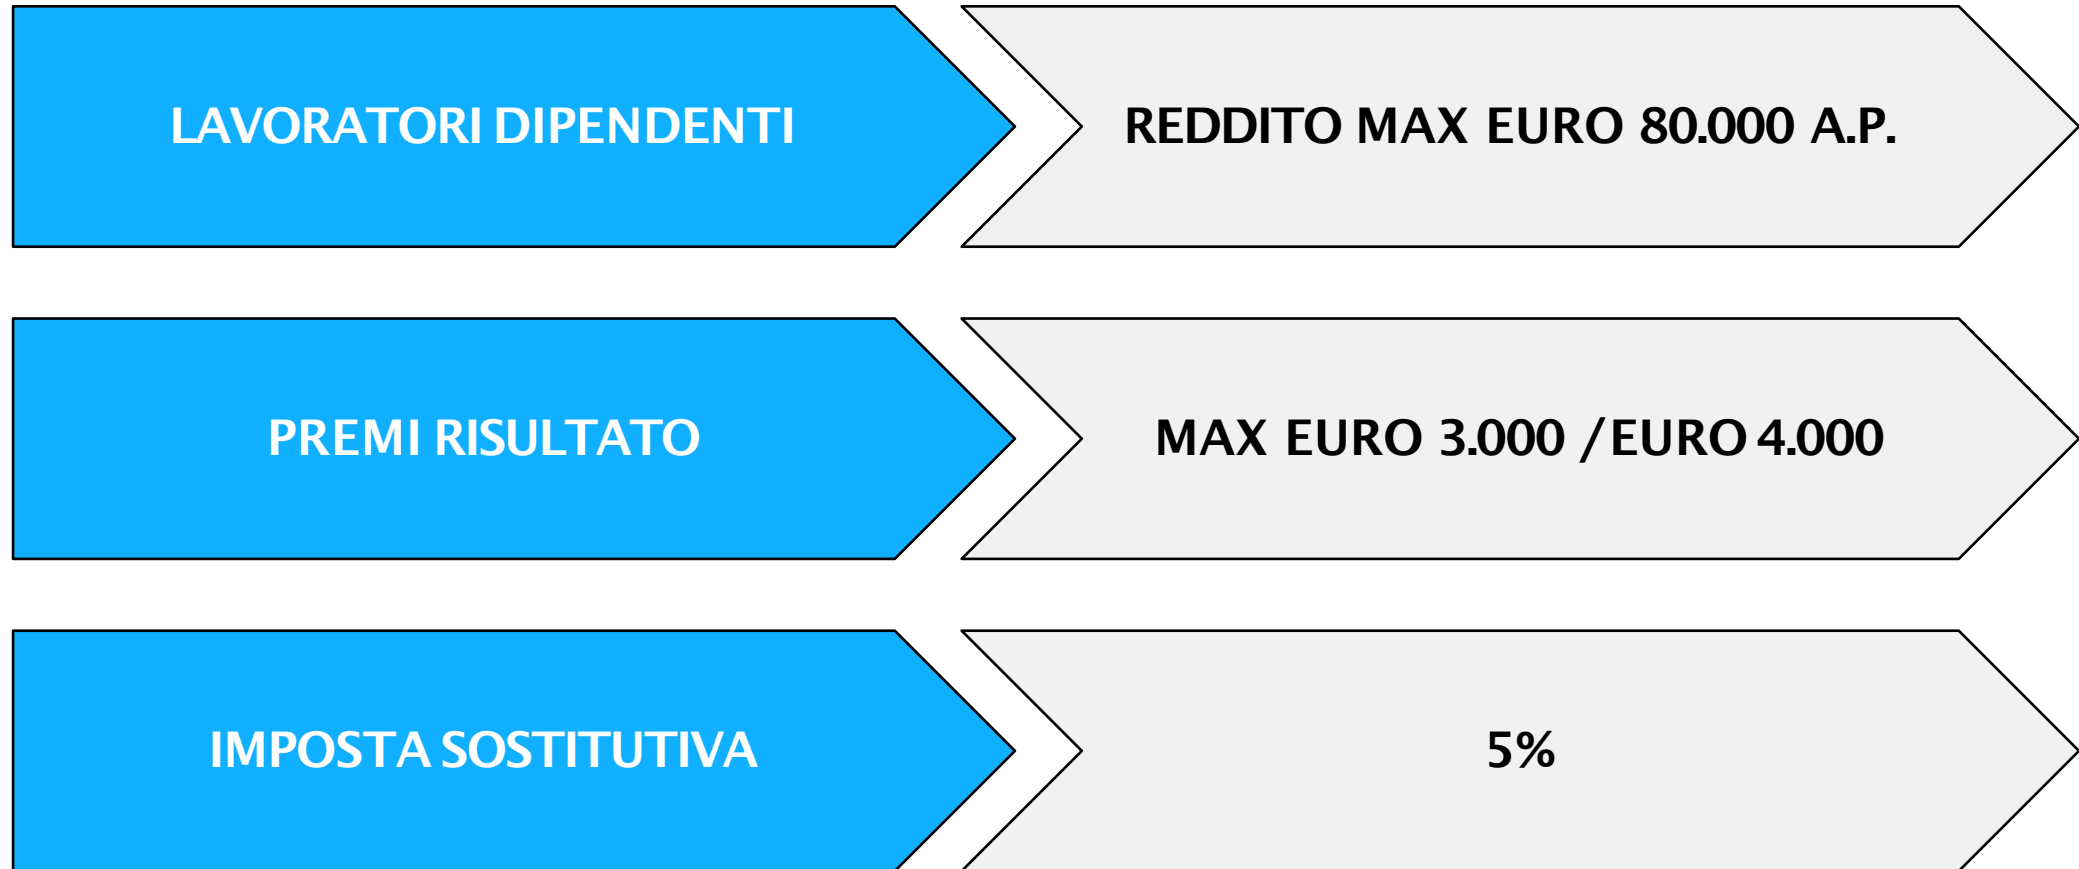 LAVORATORI DIPENDENTI
REDDITO MAX EURO 80.000 A.P.
PREMI RISULTATO
MAX EURO 3.000 / EURO 4.000
IMPOSTA SOSTITUTIVA
5%